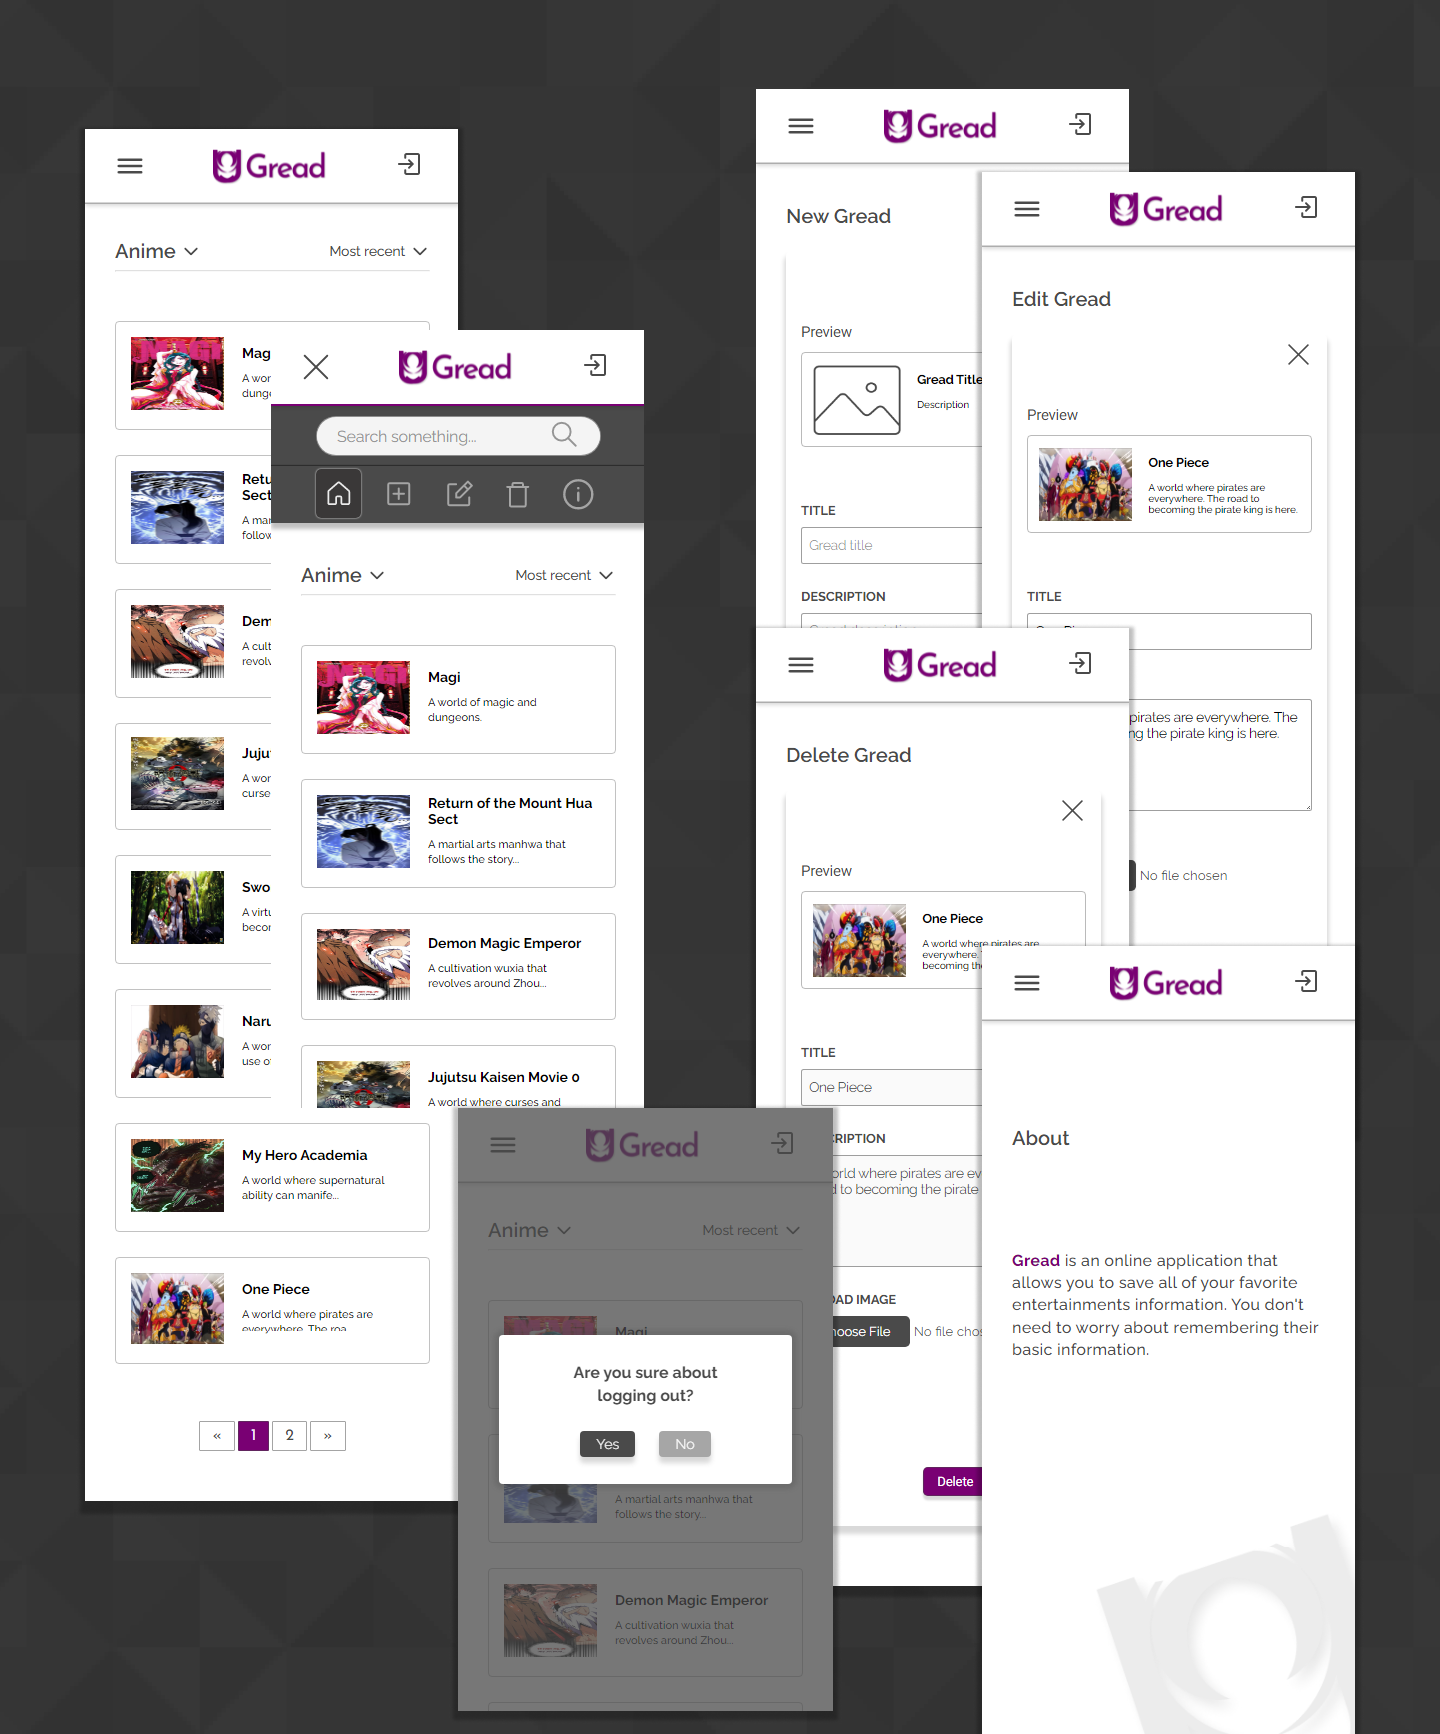 Gread
Anime
Most recent
Mag
A wor
dunge
Retu
Sect
A mar
follow
Dem
A cult
revolv
Juju
A wor
curse
Swo
A virtu
becor
Naru
A wor
use of
My Hero Academia
A world where supernatural
ability can manife...
One Piece
A world where pirates are
everywhere. The roa
« 1 2 »
Gread
Search something...
Anime
Most recent
Magi
A world of magic and
dungeons.
Return of the Mount Hua
Sect
A martial arts manhwa that
follows the story...
Demon Magic Emperor
A cultivation wuxia that
revolves around Zhou...
Jujutsu Kaisen Movie 0
A world where curses and
Gread
Anime
Most recent
Magi
Are you sure about
logging out?
Yes
No
A martial arts manhwa that
follows the story...
Demon Magic Emperor
A cultivation wuxia that
revolves around Zhou...
Gread
New Gread
Preview
Gread Title
Description
TITLE
Gread title
DESCRIPTION
Gread
Edit Gread
Preview
One Piece
A world where pirates are
everywhere. The road to
becoming the pirate king is here.
TITLE
pirates are everywhere. The
ng the pirate king is here.
No file chosen
Gread
Delete Gread
Preview
One Piece
A world where pirates are
everywhere.
becoming the
TITLE
One Piece
RIPTION
orld where pirates are ev
d to becoming the pirate
OAD IMAGE
hoose File
No file chos
Delete
Gread
About
Gread is an online application that
allows you to save all of your favorite
entertainments information. You don't
need to worry about remembering their
basic information.